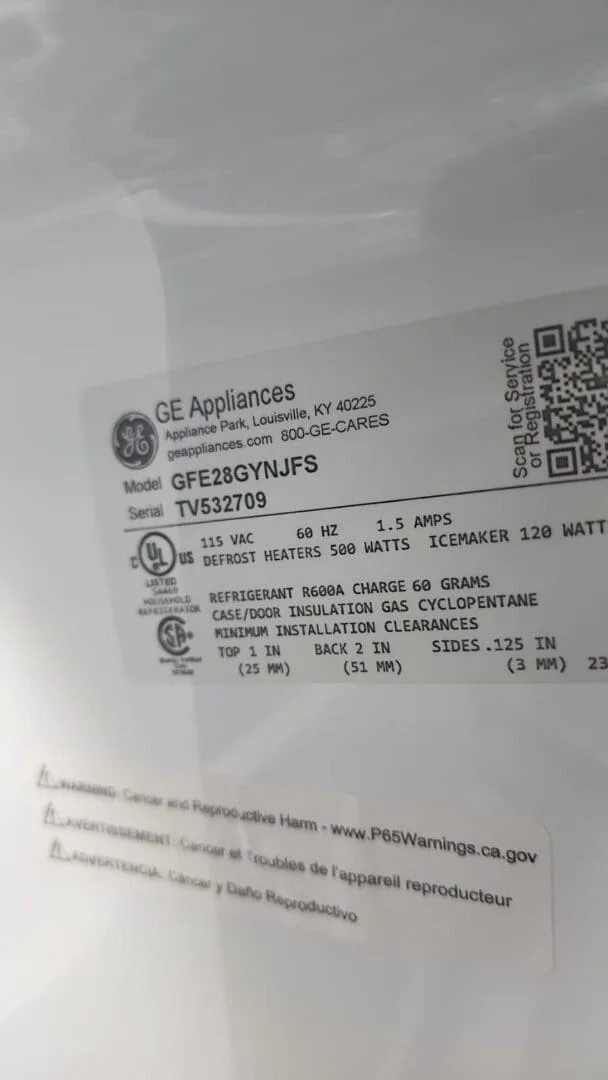 GE Appliances
Appliance Park, Louisville, KY 40225
geappliances.com 800-GE-CARES
Model GFE28GYNJFS
Serial TV532709
Scan for Service
or Registration
115 VAC 60 HZ 1.5 AMPS
DEFROST HEATERS 500 WATTS ICEMAKER 120 WATT
C UL US
LISTED
HOUSEHOLD
REFRIGERATOR
REFRIGERANT R600A CHARGE 60 GRAMS
CASE/DOOR INSULATION GAS CYCLOPENTANE
MINIMUM INSTALLATION CLEARANCES
TOP 1 IN BACK 2 IN SIDES .125 IN
(25 MM) (51 MM) (3 MM) 23
WARNING: Cancer and Reproductive Harm - www.P65Warnings.ca.gov
AVERTISSEMENT: Cancer et Troubles de l'appareil reproducteur
ADVERTENCIA: Cáncer y Daño Reproductivo